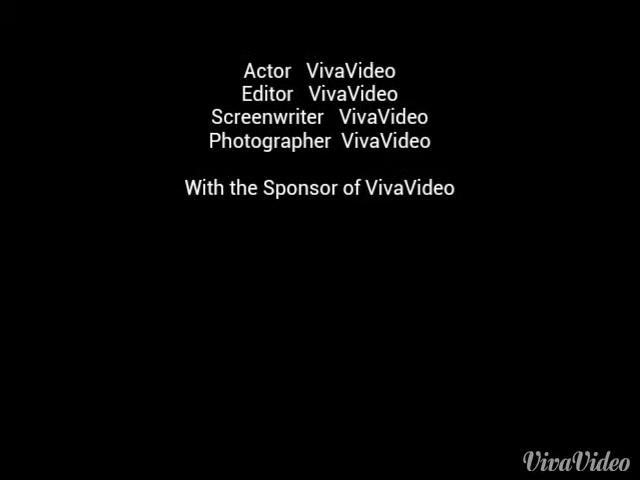 Actor VivaVideo
Editor VivaVideo
Screenwriter VivaVideo
Photographer VivaVideo
With the Sponsor of VivaVideo
VivaVideo